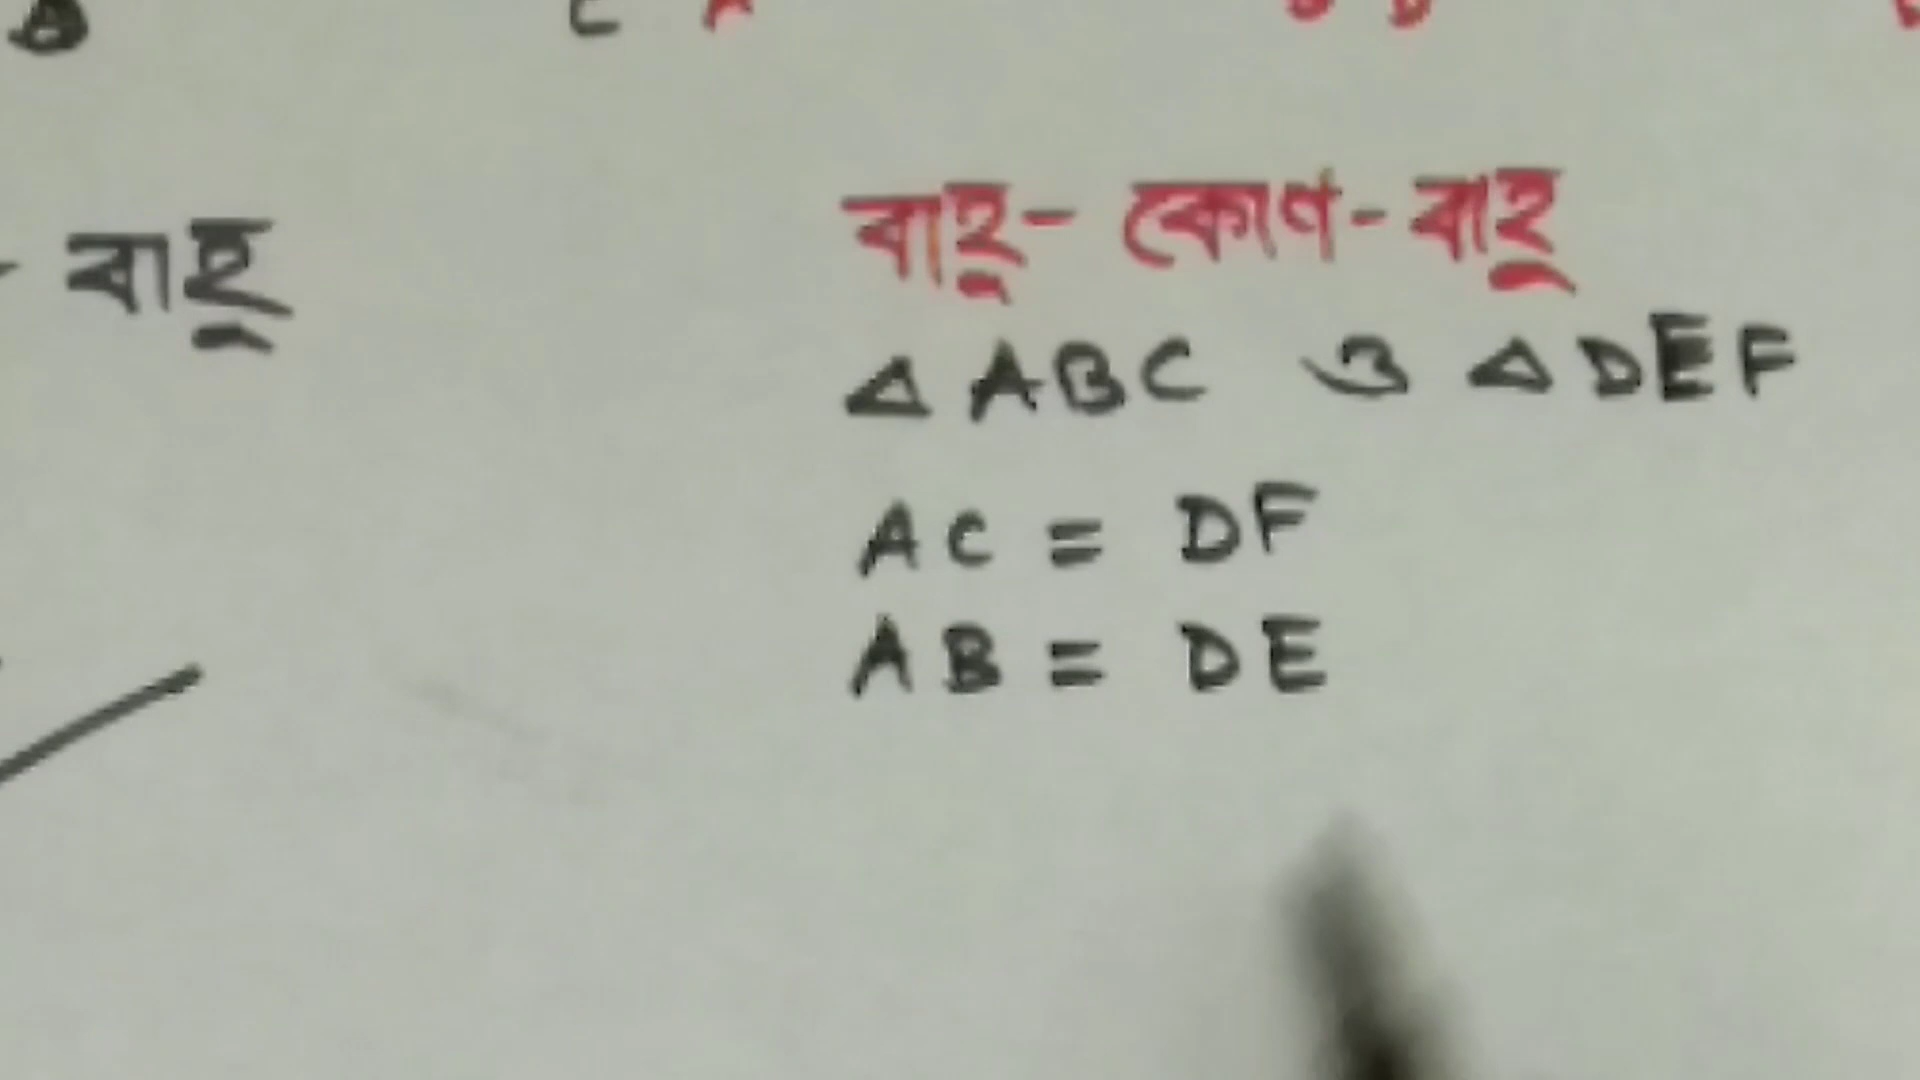 বাহু
বাহু - কোণ - বাহু
△ ABC ও △ DEF
AC = DF
AB = DE